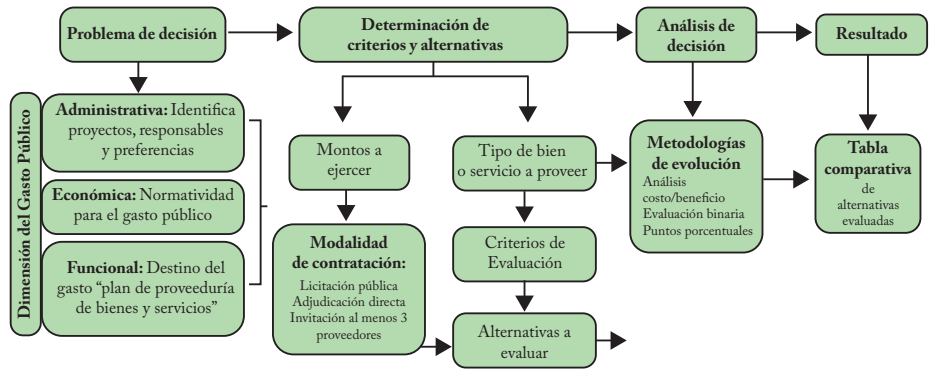 Problema de decisión
Determinación de
criterios y alternativas
Análisis de
decisión
Resultado
Dimensión del Gasto Público
Administrativa: Identifica
proyectos, responsables
y preferencias
Económica: Normatividad
para el gasto público
Funcional: Destino del
gasto “plan de proveeduría
de bienes y servicios”
Montos a
ejercer
Modalidad
de contratación:
Licitación pública
Adjudicación directa
Invitación al menos 3
proveedores
Tipo de bien
o servicio a proveer
Criterios de
Evaluación
Alternativas a
evaluar
Metodologías
de evolución
Análisis
costo/beneficio
Evaluación binaria
Puntos porcentuales
Tabla
comparativa
de
alternativas
evaluadas